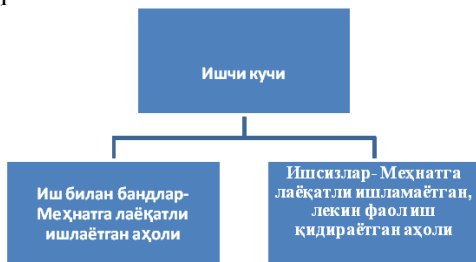 Ишчи кучи
Иш билан бандлар-
Меҳнатга лаёқатли
ишлаётган аҳоли
Ишсизлар- Меҳнатга
лаёқатли ишламаётган,
лекин фаол иш
қидираётган аҳоли